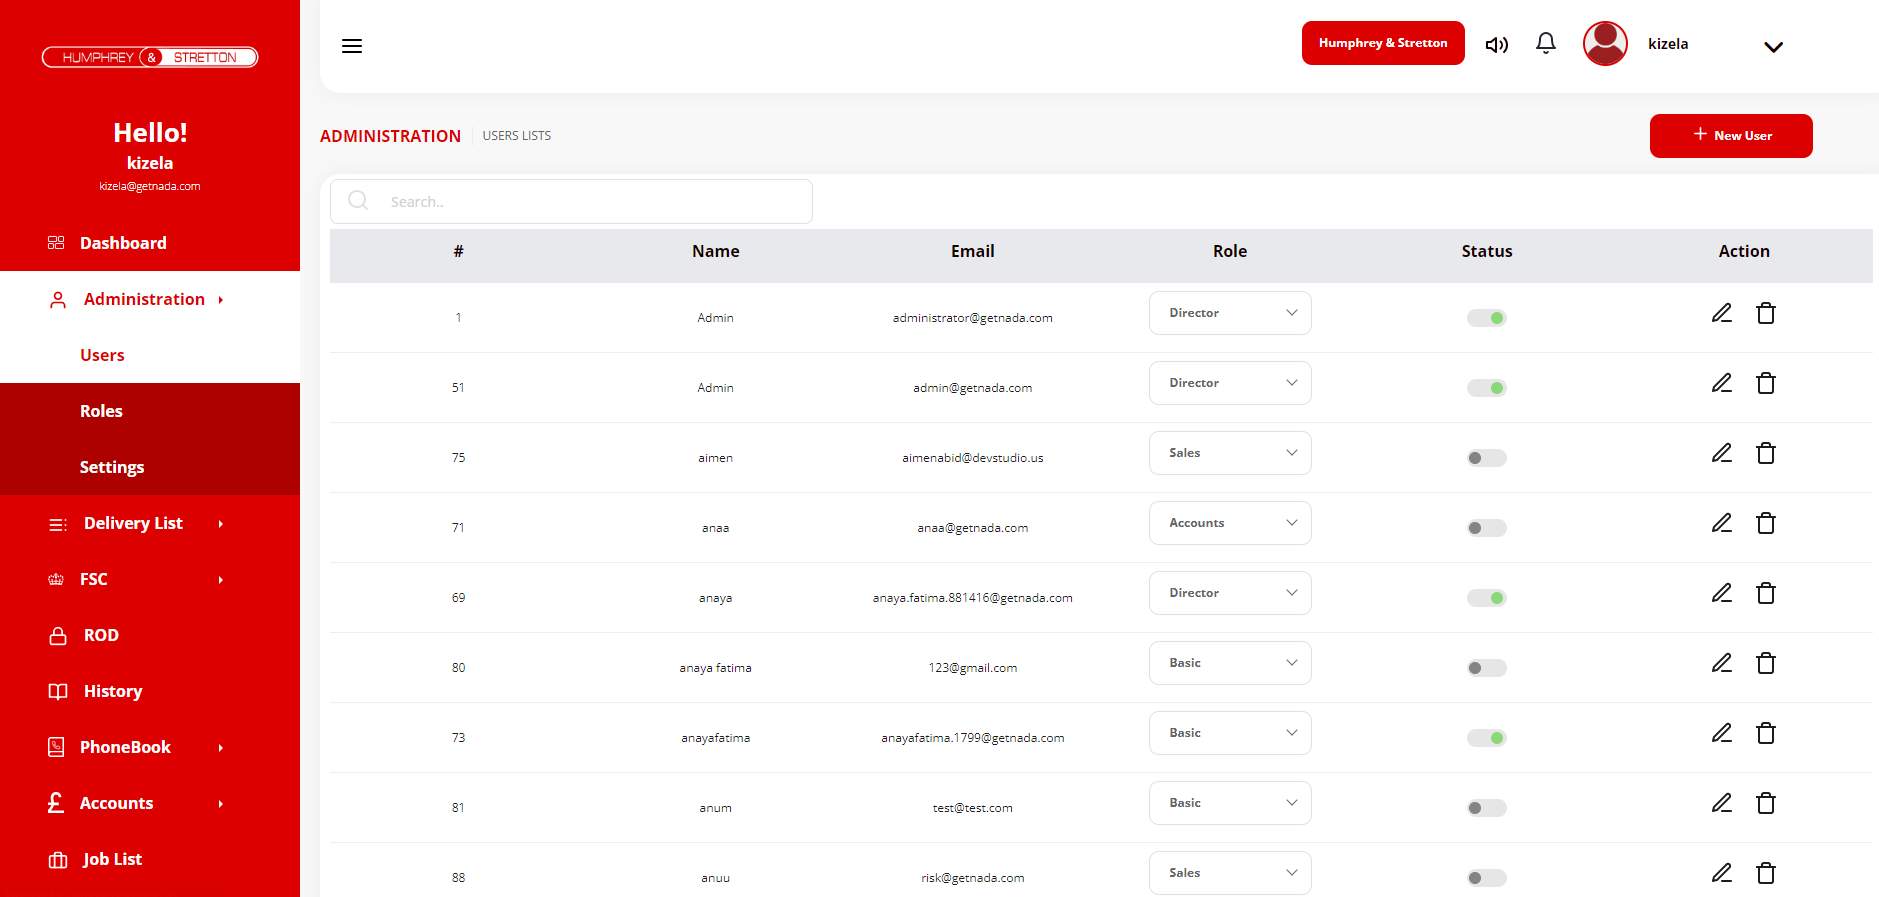 HUMPHREY & STRETTON
Hello!
kizela
kizela@getnada.com
Dashboard
Administration
Users
Roles
Settings
Delivery List
FSC
ROD
History
PhoneBook
£ Accounts
Job List
Humphrey & Stretton
kizela
ADMINISTRATION USERS LISTS
+ New User
Search..
# Name Email Role Status Action
1 Admin administrator@getnada.com Director
51 Admin admin@getnada.com Director
75 aimen aimenabid@devstudio.us Sales
71 anaa anaa@getnada.com Accounts
69 anaya anaya.fatima.881416@getnada.com Director
80 anaya fatima 123@gmail.com Basic
73 anayafatima anayafatima.1799@getnada.com Basic
81 anum test@test.com Basic
88 anuu risk@getnada.com Sales